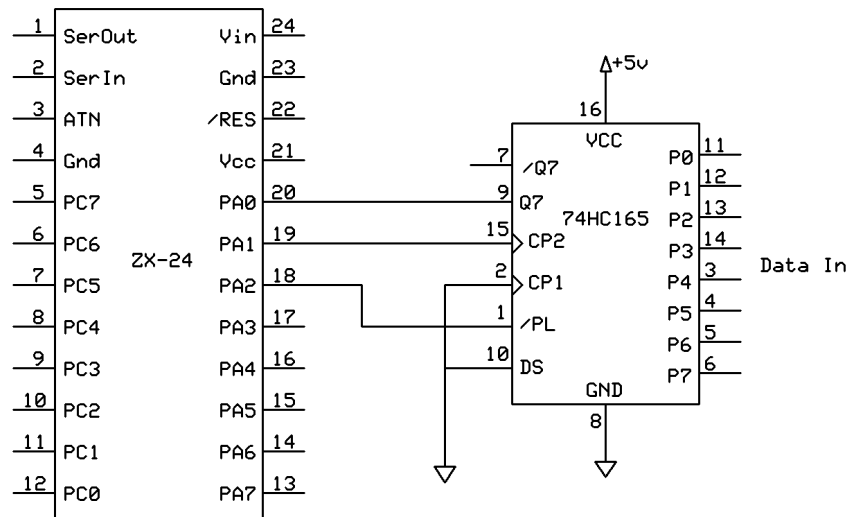 1 SerOut Vin 24
2 SerIn Gnd 23
3 ATN /RES 22
4 Gnd Vcc 21
5 PC7 PA0 20
6 PC6 PA1 19
7 PC5 PA2 18
8 PC4 PA3 17
9 PC3 PA4 16
10 PC2 PA5 15
11 PC1 PA6 14
12 PC0 PA7 13
ZX-24
+5v
16
VCC
7 /Q7
9 Q7
15 CP2
2 CP1
1 /PL
10 DS
74HC165
P0 11
P1 12
P2 13
P3 14
P4 3
P5 4
P6 5
P7 6
GND
8
Data In